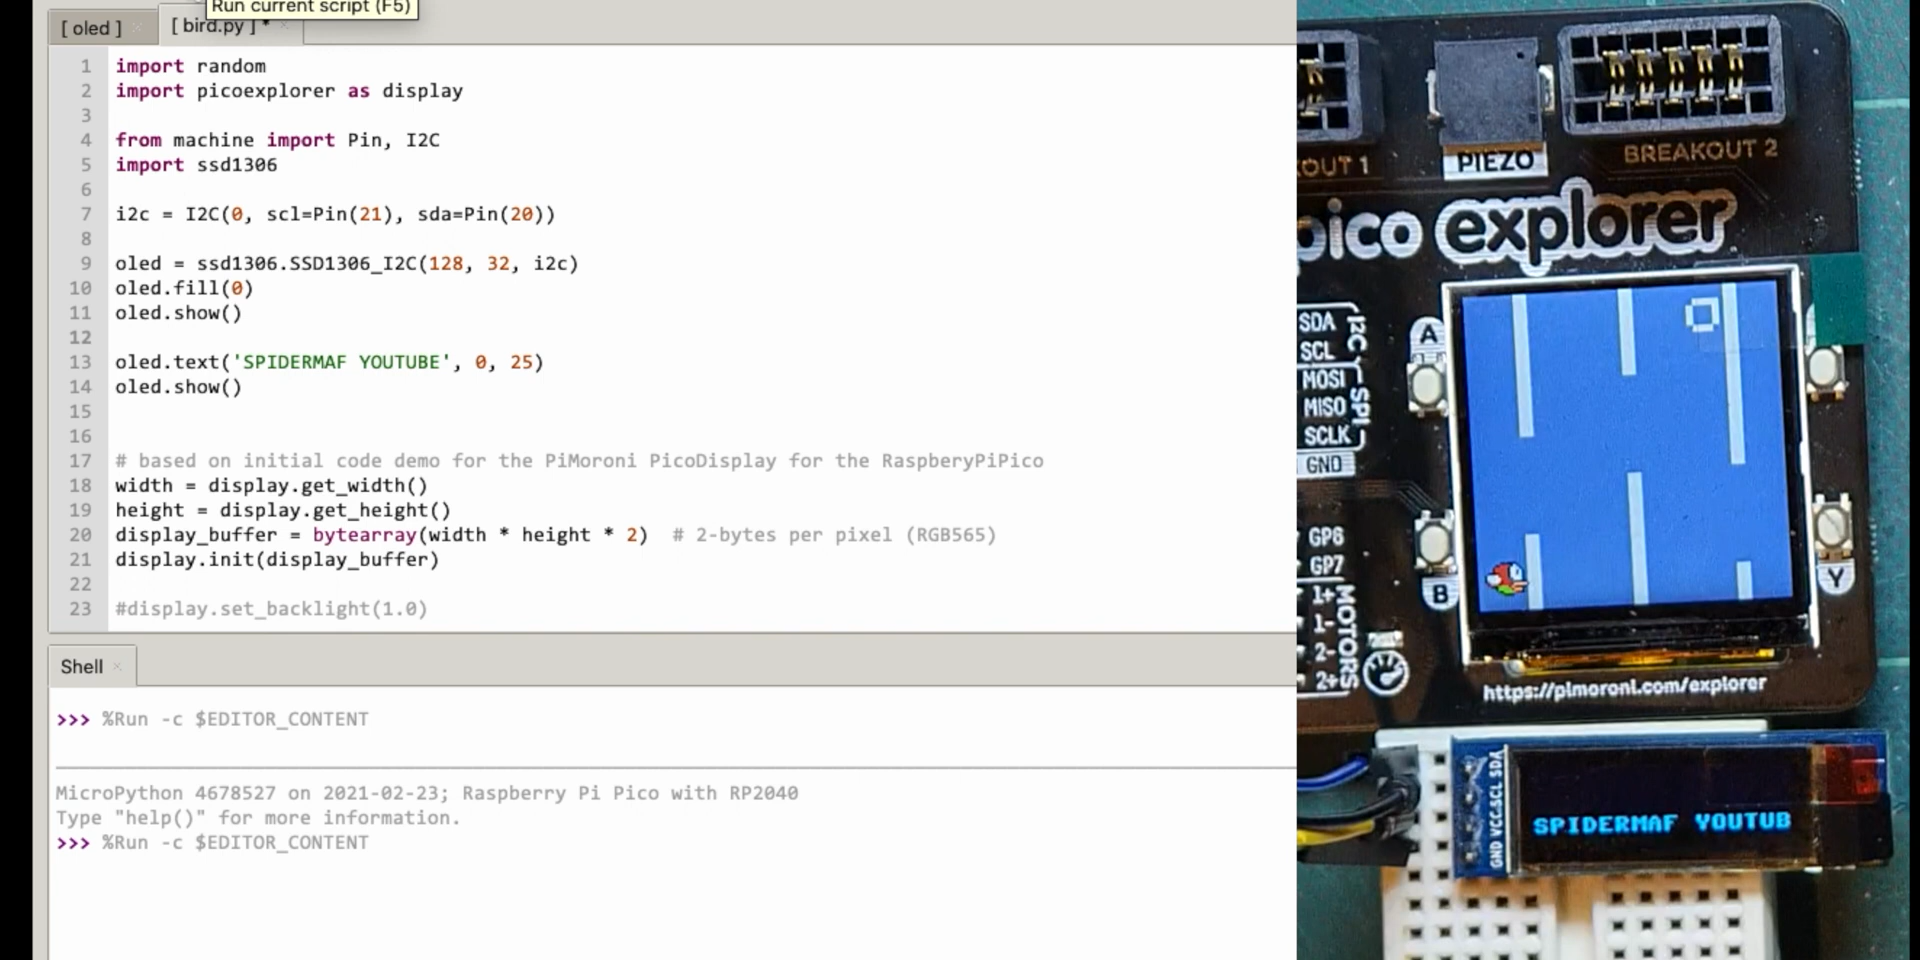 Run current script (F5)
[ oled ] ×
[ bird.py ] * ×
1 import random
2 import picoexplorer as display
3
4 from machine import Pin, I2C
5 import ssd1306
6
7 i2c = I2C(0, scl=Pin(21), sda=Pin(20))
8
9 oled = ssd1306.SSD1306_I2C(128, 32, i2c)
10 oled.fill(0)
11 oled.show()
12
13 oled.text('SPIDERMAF YOUTUBE', 0, 25)
14 oled.show()
15
16
17 # based on initial code demo for the PiMoroni PicoDisplay for the RaspberyPiPico
18 width = display.get_width()
19 height = display.get_height()
20 display_buffer = bytearray(width * height * 2)  # 2-bytes per pixel (RGB565)
21 display.init(display_buffer)
22
23 #display.set_backlight(1.0)
Shell ×
>>> %Run -c $EDITOR_CONTENT
MicroPython 4678527 on 2021-02-23; Raspberry Pi Pico with RP2040
Type "help()" for more information.
>>> %Run -c $EDITOR_CONTENT
OUT 1
PIEZO
BREAKOUT 2
pico explorer
SDA
SCL
I2C
MOSI
MISO
SCLK
SPI
GND
A
GP6
GP7
1+
1-
2-
2+
MOTORS
B
Y
https://pimoroni.com/explorer
GND VCC SCL SDA
SPIDERMAF YOUTUB